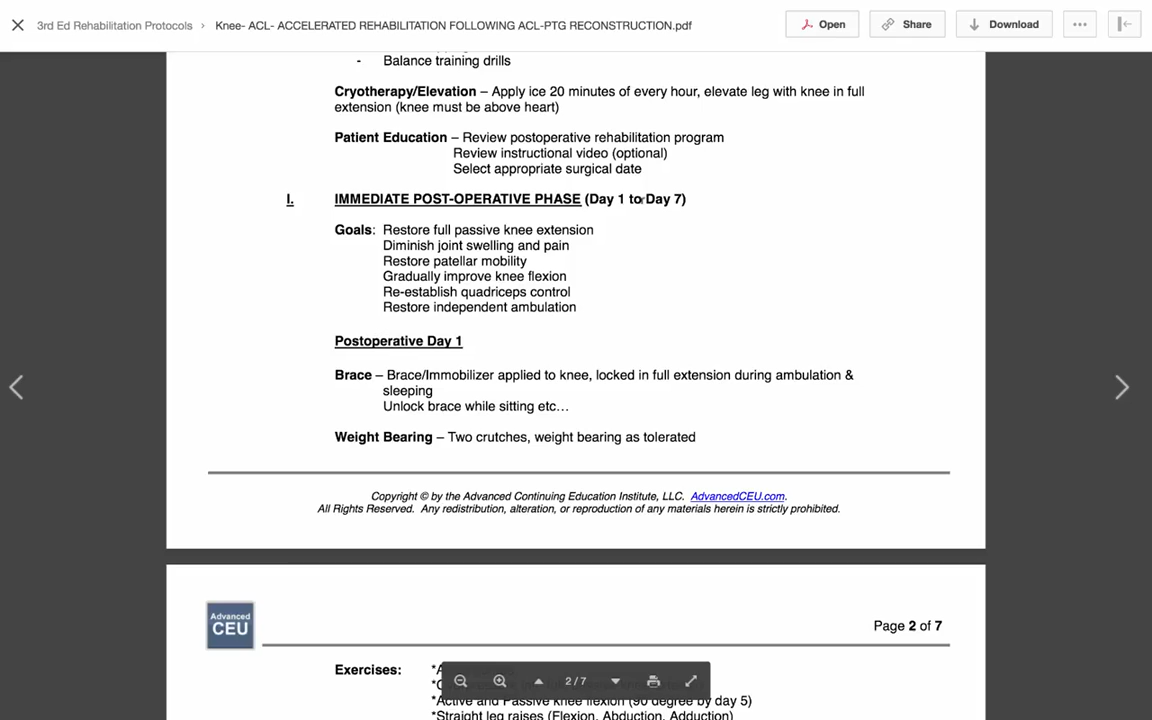 3rd Ed Rehabilitation Protocols › Knee- ACL- ACCELERATED REHABILITATION FOLLOWING ACL-PTG RECONSTRUCTION.pdf
Open Share Download
- Balance training drills
Cryotherapy/Elevation – Apply ice 20 minutes of every hour, elevate leg with knee in full
extension (knee must be above heart)
Patient Education – Review postoperative rehabilitation program
Review instructional video (optional)
Select appropriate surgical date
I. IMMEDIATE POST-OPERATIVE PHASE (Day 1 to Day 7)
Goals: Restore full passive knee extension
Diminish joint swelling and pain
Restore patellar mobility
Gradually improve knee flexion
Re-establish quadriceps control
Restore independent ambulation
Postoperative Day 1
Brace – Brace/Immobilizer applied to knee, locked in full extension during ambulation &
sleeping
Unlock brace while sitting etc…
Weight Bearing – Two crutches, weight bearing as tolerated
Copyright © by the Advanced Continuing Education Institute, LLC. AdvancedCEU.com.
All Rights Reserved. Any redistribution, alteration, or reproduction of any materials herein is strictly prohibited.
Advanced
CEU
Page 2 of 7
Exercises:
2 / 7
*Active and Passive knee flexion (90 degree by day 5)
*Straight leg raises (Flexion, Abduction, Adduction)